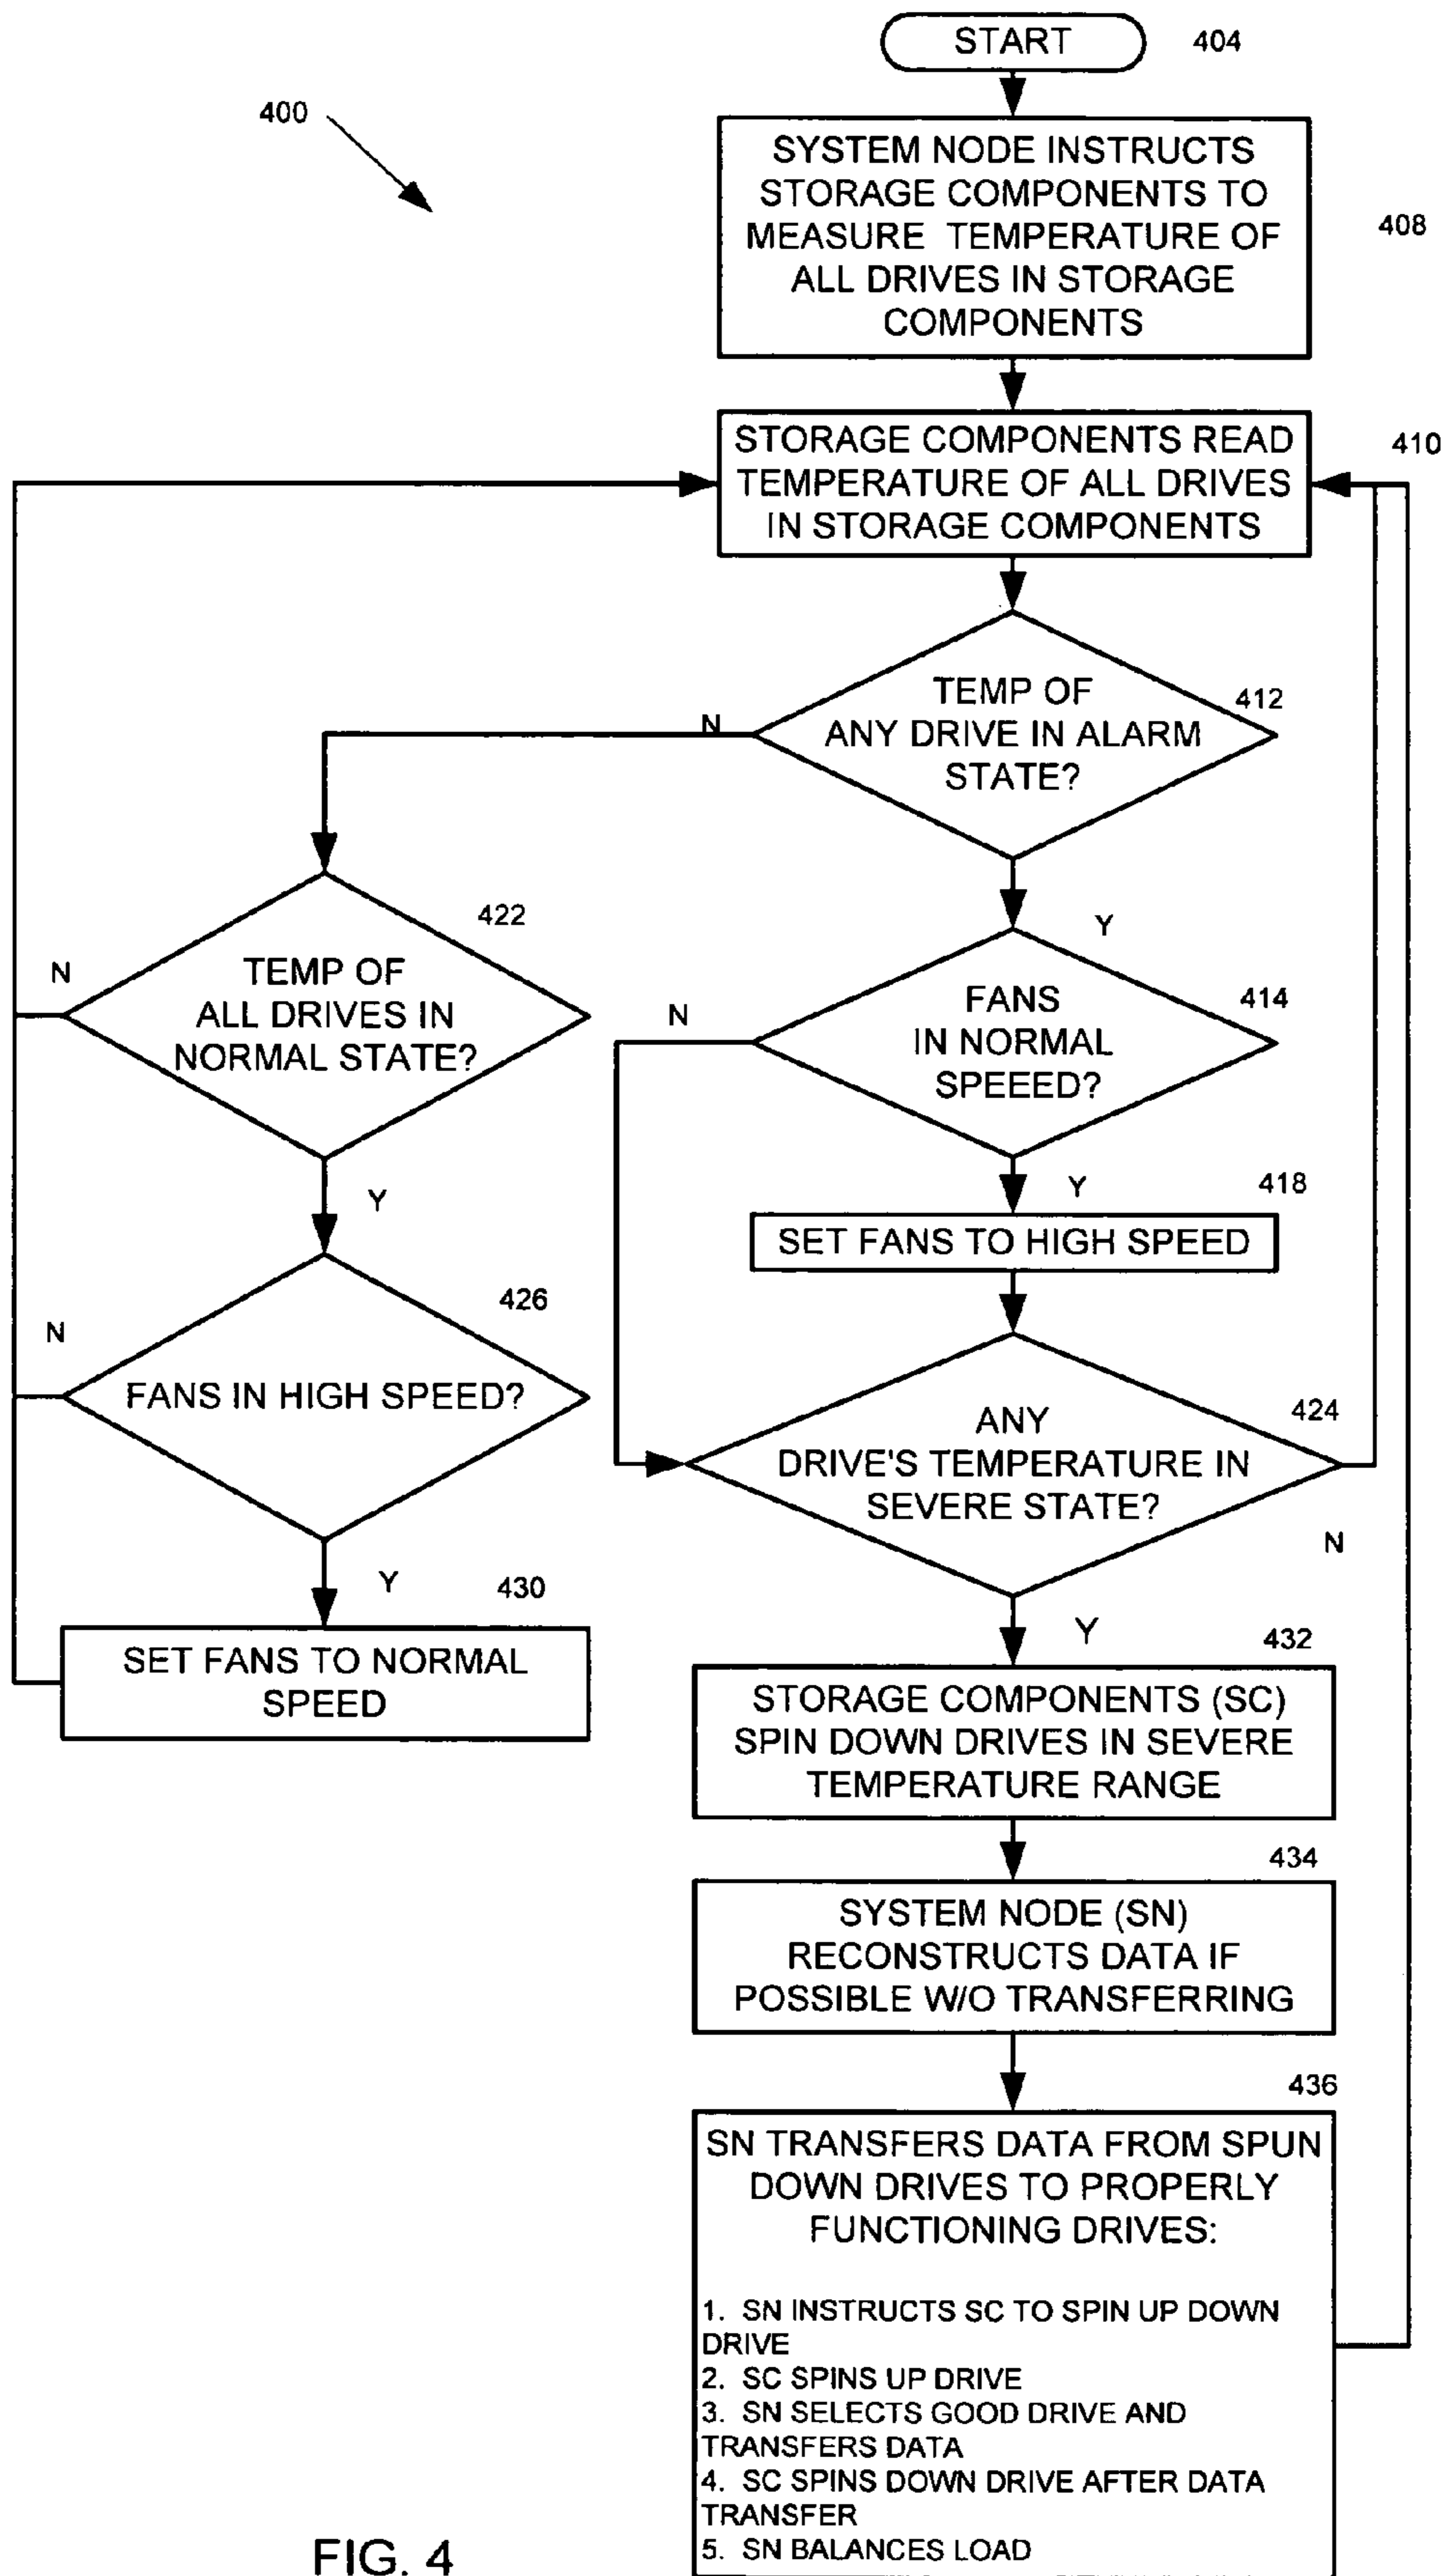 START
404
400
SYSTEM NODE INSTRUCTS
STORAGE COMPONENTS TO
MEASURE TEMPERATURE OF
ALL DRIVES IN STORAGE
COMPONENTS
408
STORAGE COMPONENTS READ
TEMPERATURE OF ALL DRIVES
IN STORAGE COMPONENTS
410
TEMP OF
ANY DRIVE IN ALARM
STATE?
412
N
Y
422
TEMP OF
ALL DRIVES IN
NORMAL STATE?
N
Y
FANS
IN NORMAL
SPEEED?
414
N
Y
418
SET FANS TO HIGH SPEED
426
N
FANS IN HIGH SPEED?
Y
430
SET FANS TO NORMAL
SPEED
ANY
DRIVE'S TEMPERATURE IN
SEVERE STATE?
424
N
Y
432
STORAGE COMPONENTS (SC)
SPIN DOWN DRIVES IN SEVERE
TEMPERATURE RANGE
434
SYSTEM NODE (SN)
RECONSTRUCTS DATA IF
POSSIBLE W/O TRANSFERRING
436
SN TRANSFERS DATA FROM SPUN
DOWN DRIVES TO PROPERLY
FUNCTIONING DRIVES:
1. SN INSTRUCTS SC TO SPIN UP DOWN
DRIVE
2. SC SPINS UP DRIVE
3. SN SELECTS GOOD DRIVE AND
TRANSFERS DATA
4. SC SPINS DOWN DRIVE AFTER DATA
TRANSFER
5. SN BALANCES LOAD
FIG. 4